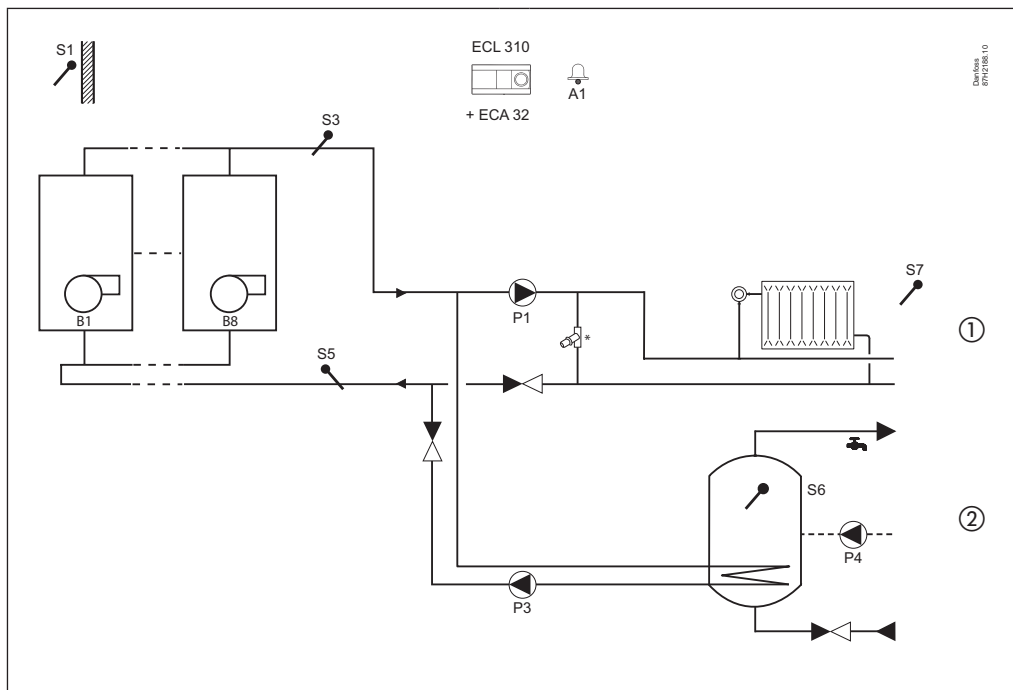 S1
ECL 310
A1
+ ECA 32
Danfoss
87H2188.10
S3
S7
B1
B8
P1
*
1
S5
S6
2
P4
P3